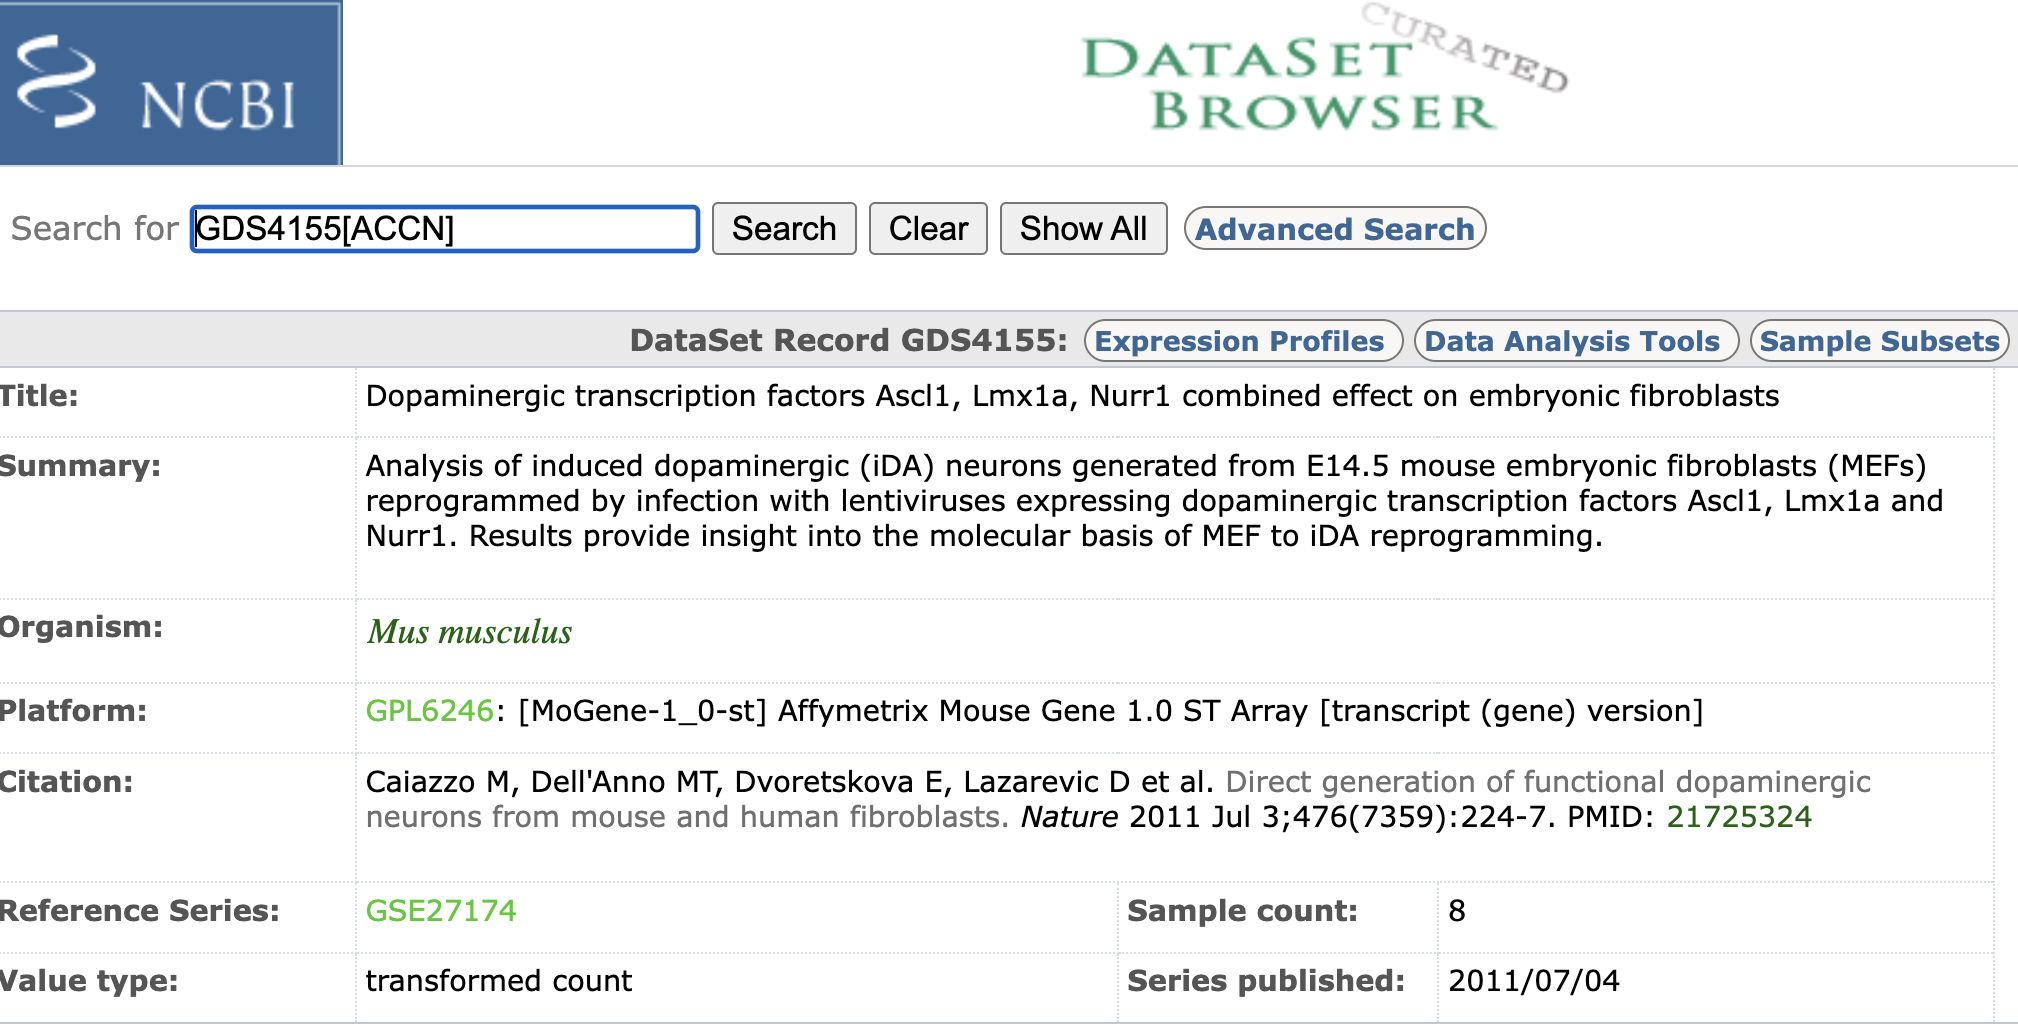 NCBI
CURATED
DATASET
BROWSER
Search for GDS4155[ACCN] Search Clear Show All Advanced Search
DataSet Record GDS4155: Expression Profiles Data Analysis Tools Sample Subsets
Title: Dopaminergic transcription factors Ascl1, Lmx1a, Nurr1 combined effect on embryonic fibroblasts
Summary: Analysis of induced dopaminergic (iDA) neurons generated from E14.5 mouse embryonic fibroblasts (MEFs)
reprogrammed by infection with lentiviruses expressing dopaminergic transcription factors Ascl1, Lmx1a and
Nurr1. Results provide insight into the molecular basis of MEF to iDA reprogramming.
Organism: Mus musculus
Platform: GPL6246: [MoGene-1_0-st] Affymetrix Mouse Gene 1.0 ST Array [transcript (gene) version]
Citation: Caiazzo M, Dell'Anno MT, Dvoretskova E, Lazarevic D et al. Direct generation of functional dopaminergic
neurons from mouse and human fibroblasts. Nature 2011 Jul 3;476(7359):224-7. PMID: 21725324
Reference Series: GSE27174 Sample count: 8
Value type: transformed count Series published: 2011/07/04